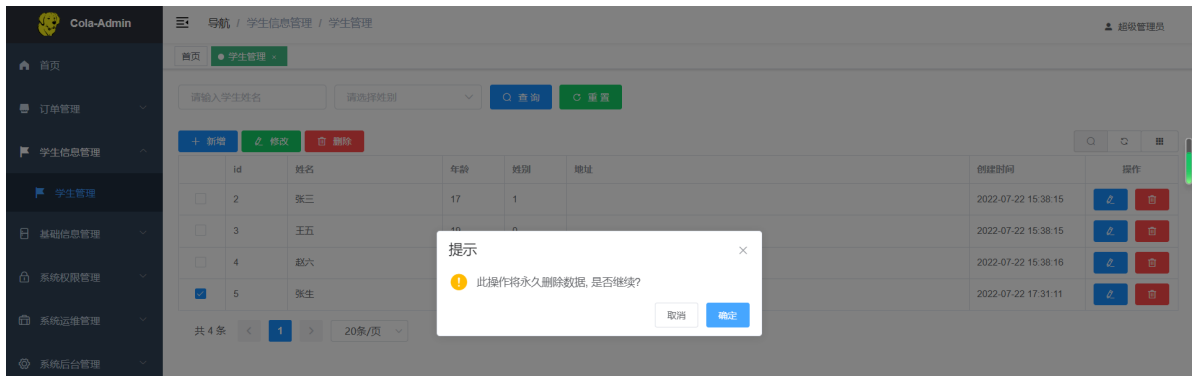 Cola-Admin
导航 / 学生信息管理 / 学生管理
超级管理员
首页
学生管理 ×
首页
订单管理
学生信息管理
学生管理
基础信息管理
系统权限管理
系统运维管理
系统后台管理
请输入学生姓名 请选择性别 查询 重置
+ 新增 修改 删除
id 姓名 年龄 性别 地址 创建时间 操作
2 张三 17 1 2022-07-22 15:38:15
3 王五 2022-07-22 15:38:15
4 赵六 2022-07-22 15:38:16
5 张生 2022-07-22 17:31:11
共 4 条 < 1 > 20条/页
提示 ×
此操作将永久删除数据, 是否继续?
取消 确定